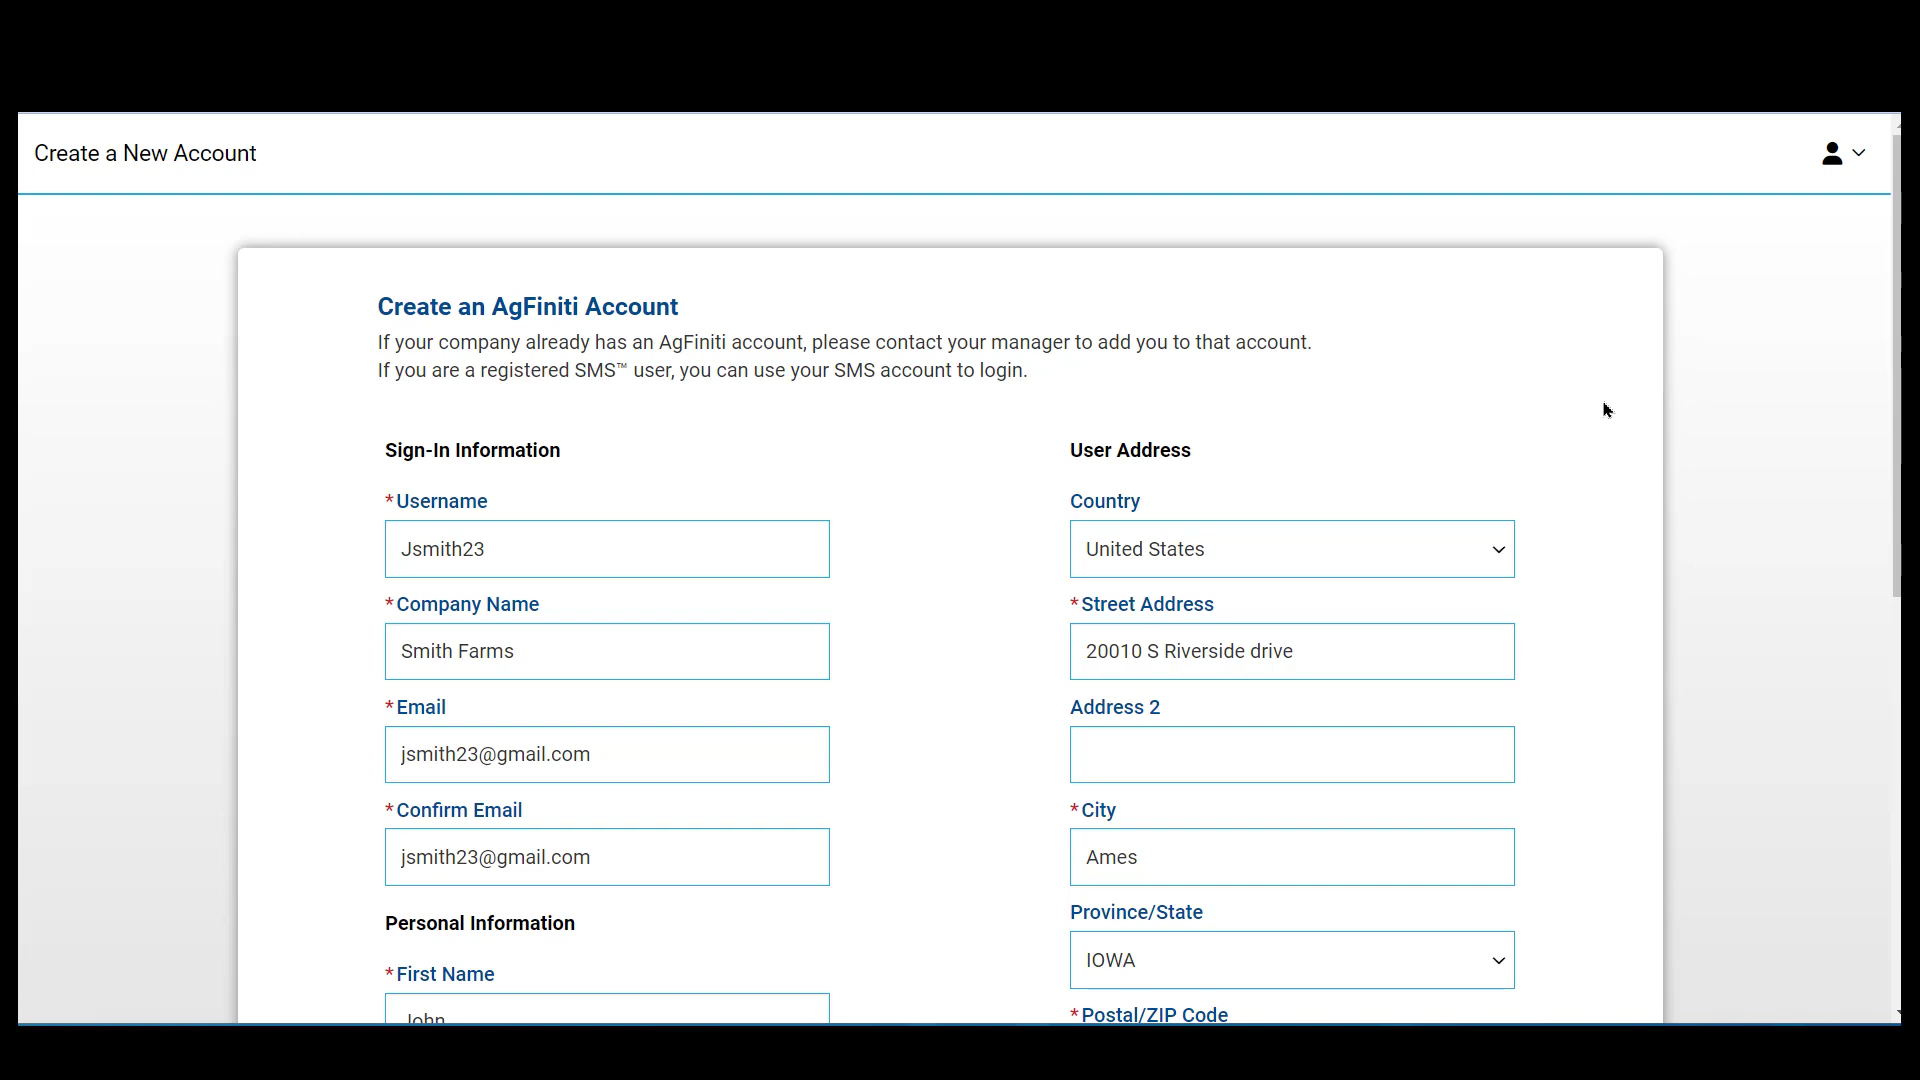 Create a New Account
Create an AgFiniti Account
If your company already has an AgFiniti account, please contact your manager to add you to that account.
If you are a registered SMS™ user, you can use your SMS account to login.
Sign-In Information
*Username
Jsmith23
*Company Name
Smith Farms
*Email
jsmith23@gmail.com
*Confirm Email
jsmith23@gmail.com
Personal Information
*First Name
John
User Address
Country
United States
*Street Address
20010 S Riverside drive
Address 2
*City
Ames
Province/State
IOWA
*Postal/ZIP Code